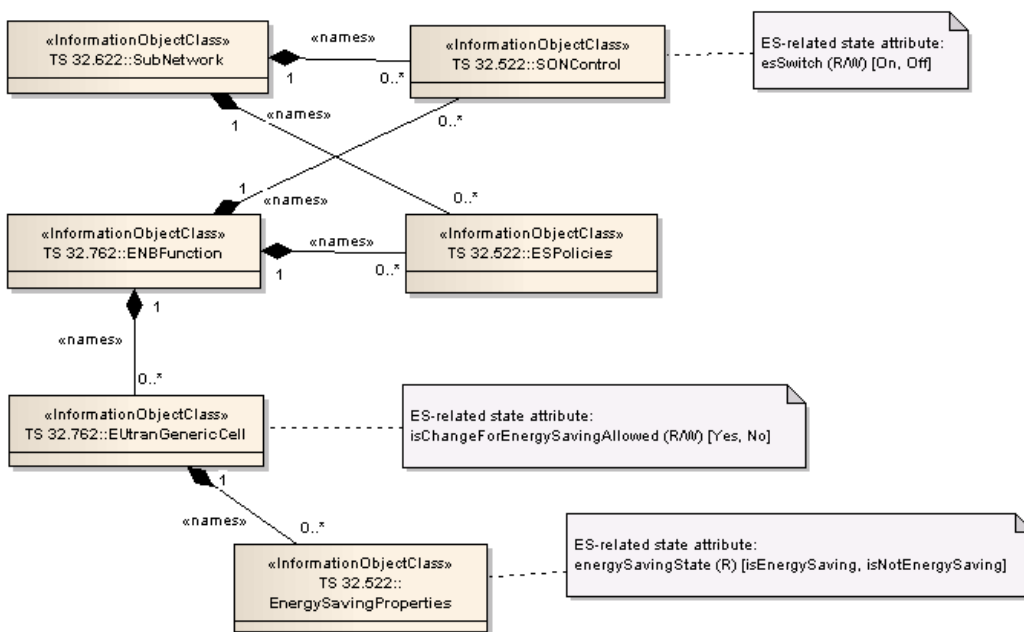 «InformationObjectClass»
TS 32.622::SubNetwork
«names»
1
0..*
«InformationObjectClass»
TS 32.522::SONControl
ES-related state attribute:
esSwitch (R/W) [On, Off]
1
«names»
0..*
1
«names»
0..*
«InformationObjectClass»
TS 32.762::ENBFunction
«names»
1
0..*
«InformationObjectClass»
TS 32.522::ESPolicies
1
«names»
0..*
«InformationObjectClass»
TS 32.762::EUtranGenericCell
ES-related state attribute:
isChangeForEnergySavingAllowed (R/W) [Yes, No]
1
«names»
0..*
«InformationObjectClass»
TS 32.522::
EnergySavingProperties
ES-related state attribute:
energySavingState (R) [isEnergySaving, isNotEnergySaving]